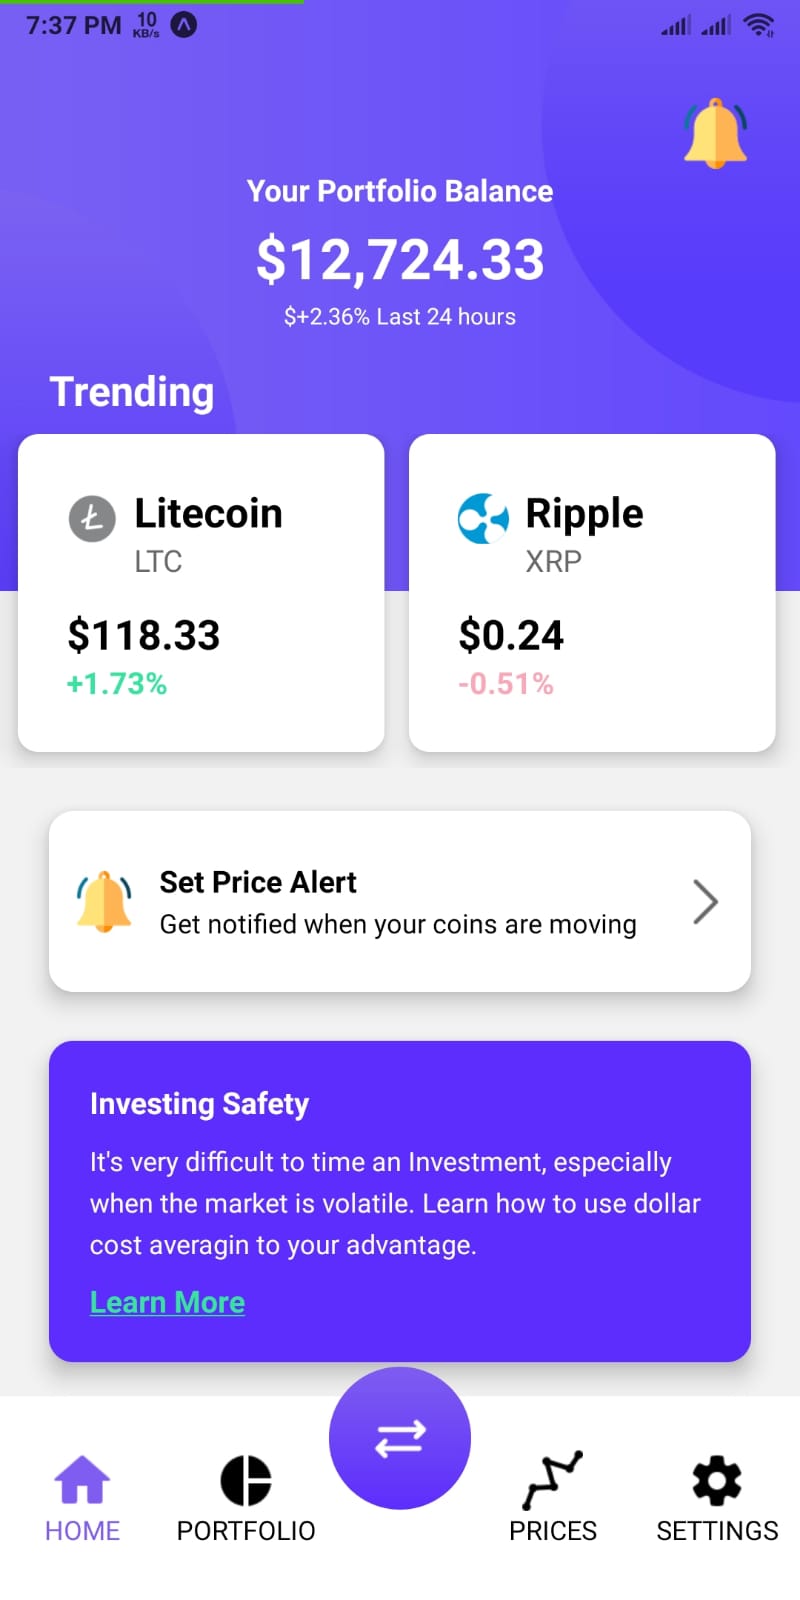 7:37 PM 10 KB/s
Your Portfolio Balance
$12,724.33
$+2.36% Last 24 hours
Trending
Litecoin
LTC
$118.33
+1.73%
Ripple
XRP
$0.24
-0.51%
Set Price Alert
Get notified when your coins are moving
Investing Safety
It's very difficult to time an Investment, especially
when the market is volatile. Learn how to use dollar
cost averagin to your advantage.
Learn More
HOME
PORTFOLIO
PRICES
SETTINGS